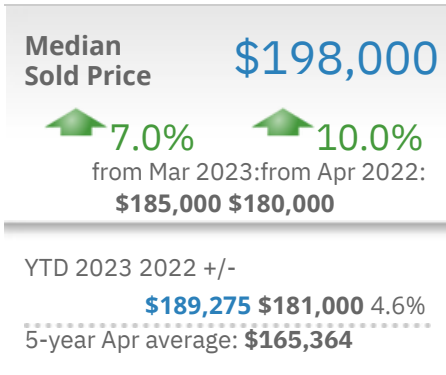 Median
Sold Price
$198,000
7.0% 10.0%
from Mar 2023:from Apr 2022:
$185,000 $180,000
YTD 2023 2022 +/-
$189,275 $181,000 4.6%
5-year Apr average: $165,364